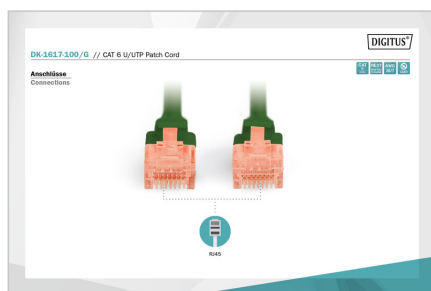 DIGITUS®
DK-1617-100/G // CAT 6 U/UTP Patch Cord
Anschlüsse
Connections
RJ45